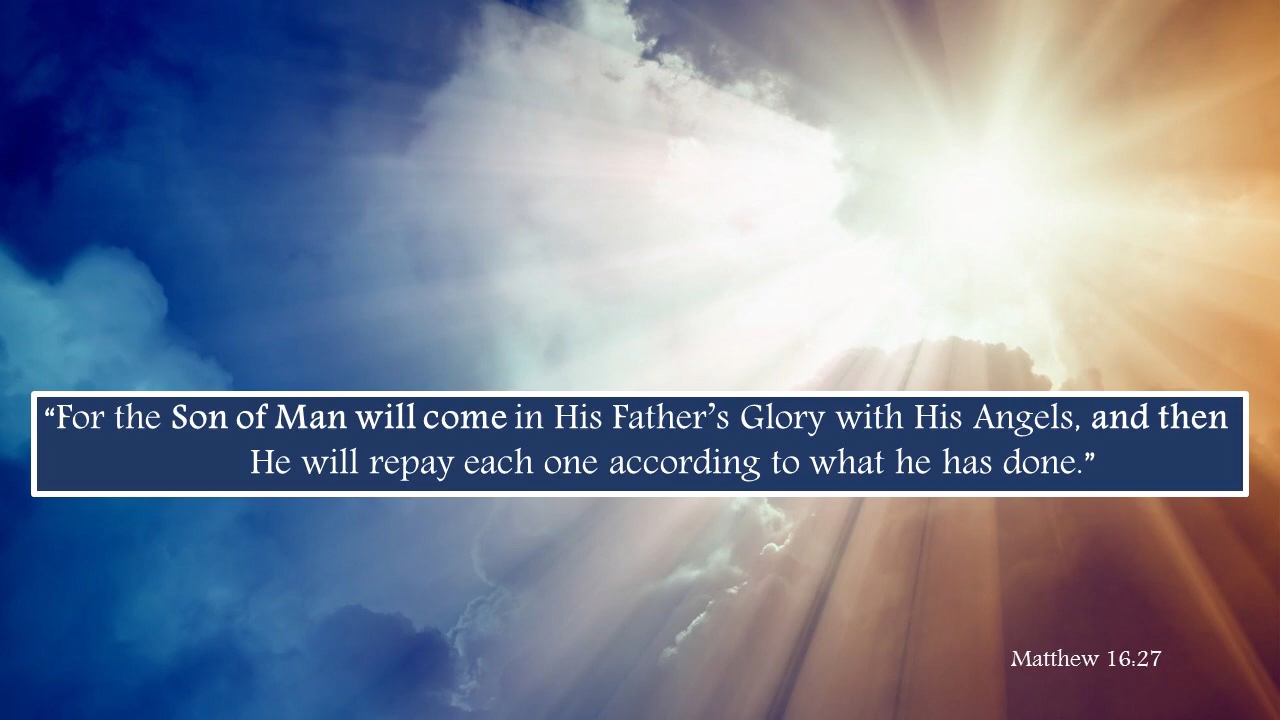 “For the Son of Man will come in His Father’s Glory with His Angels, and then
He will repay each one according to what he has done.”
Matthew 16:27